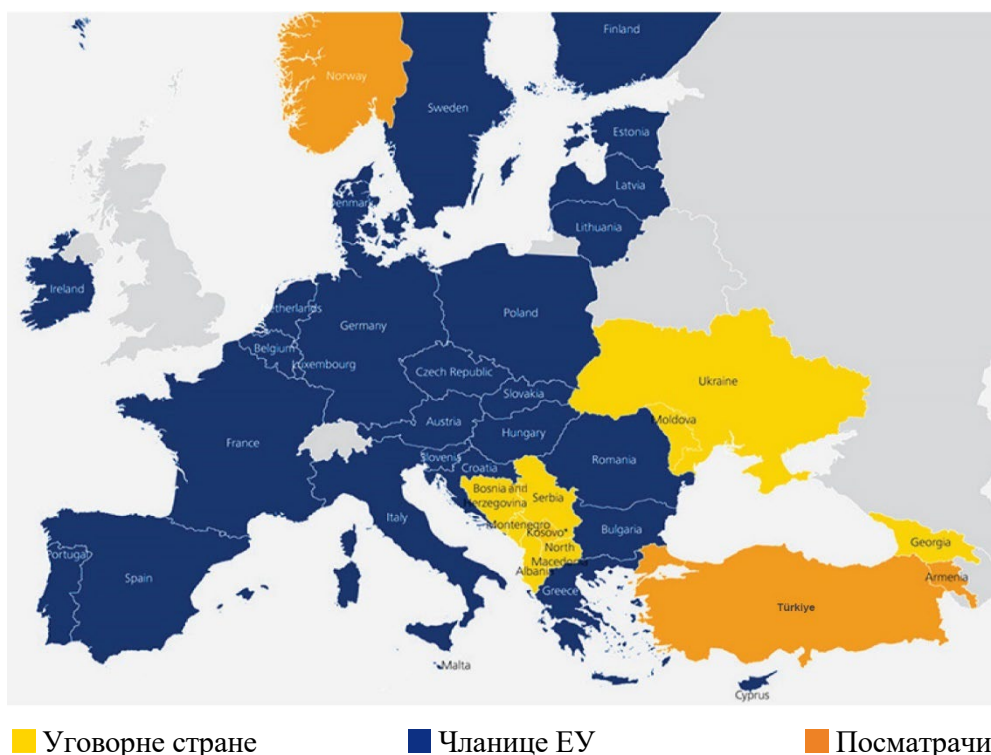 Finland
Norway
Sweden
Estonia
Latvia
Denmark
Lithuania
Ireland
Netherlands
Poland
Germany
Belgium
Luxembourg
Czech Republic
Ukraine
Slovakia
Moldova
Austria
Hungary
France
Slovenia
Romania
Croatia
Bosnia and
Herzegovina
Serbia
Italy
Montenegro
Kosovo*
Bulgaria
Georgia
North
Macedonia
Albania
Portugal
Spain
Greece
Armenia
Türkiye
Malta
Cyprus
Уговорне стране
Чланице ЕУ
Посматрачи